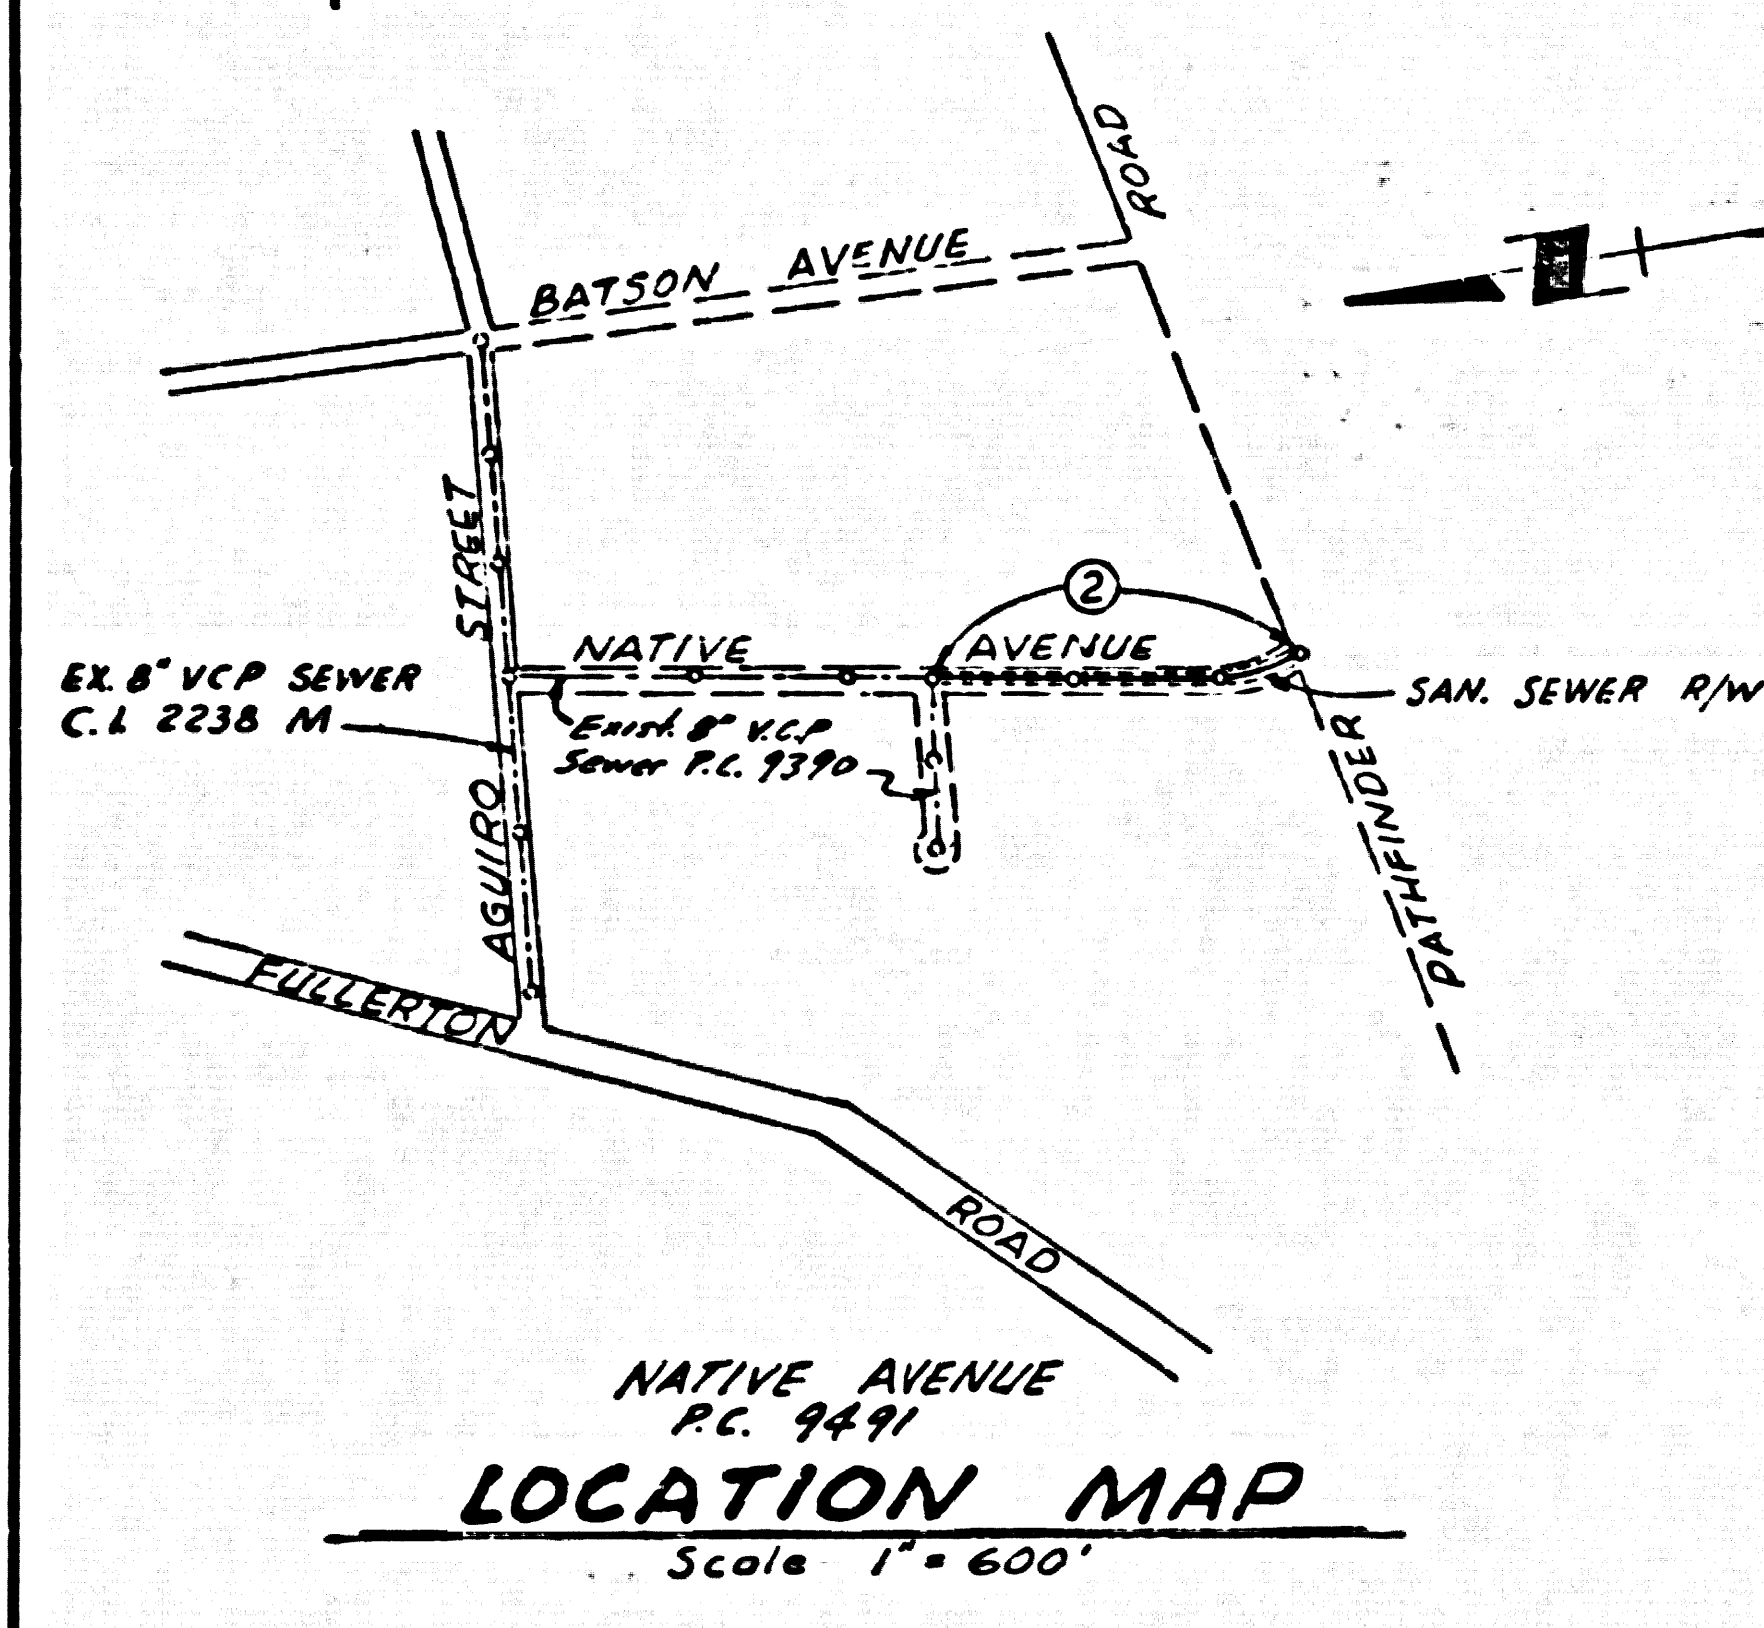 ROAD
BATSON AVENUE
STREET
2
NATIVE AVENUE
EX. 8" VCP SEWER
C.I. 2238 M
SAN. SEWER R/W
Exist. 8" V.C.P
Sewer P.C. 9390
PATHFINDER
AGUIRO
FULLERTON
ROAD
NATIVE AVENUE
P.C. 9491
LOCATION MAP
Scale 1" = 600'